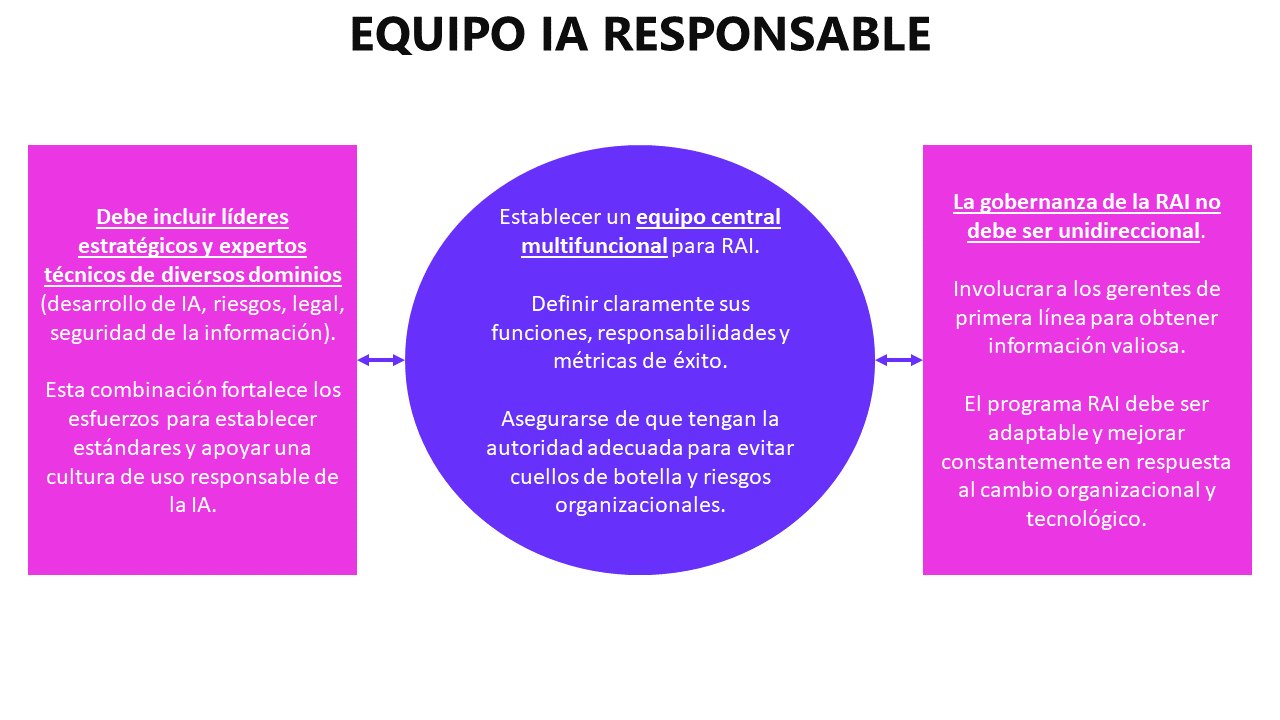 EQUIPO IA RESPONSABLE
Debe incluir líderes
estratégicos y expertos
técnicos de diversos dominios
(desarrollo de IA, riesgos, legal,
seguridad de la información).
Esta combinación fortalece los
esfuerzos para establecer
estándares y apoyar una
cultura de uso responsable de
la IA.
Establecer un equipo central
multifuncional para RAI.
Definir claramente sus
funciones, responsabilidades y
métricas de éxito.
Asegurarse de que tengan la
autoridad adecuada para evitar
cuellos de botella y riesgos
organizacionales.
La gobernanza de la RAI no
debe ser unidireccional.
Involucrar a los gerentes de
primera línea para obtener
información valiosa.
El programa RAI debe ser
adaptable y mejorar
constantemente en respuesta
al cambio organizacional y
tecnológico.